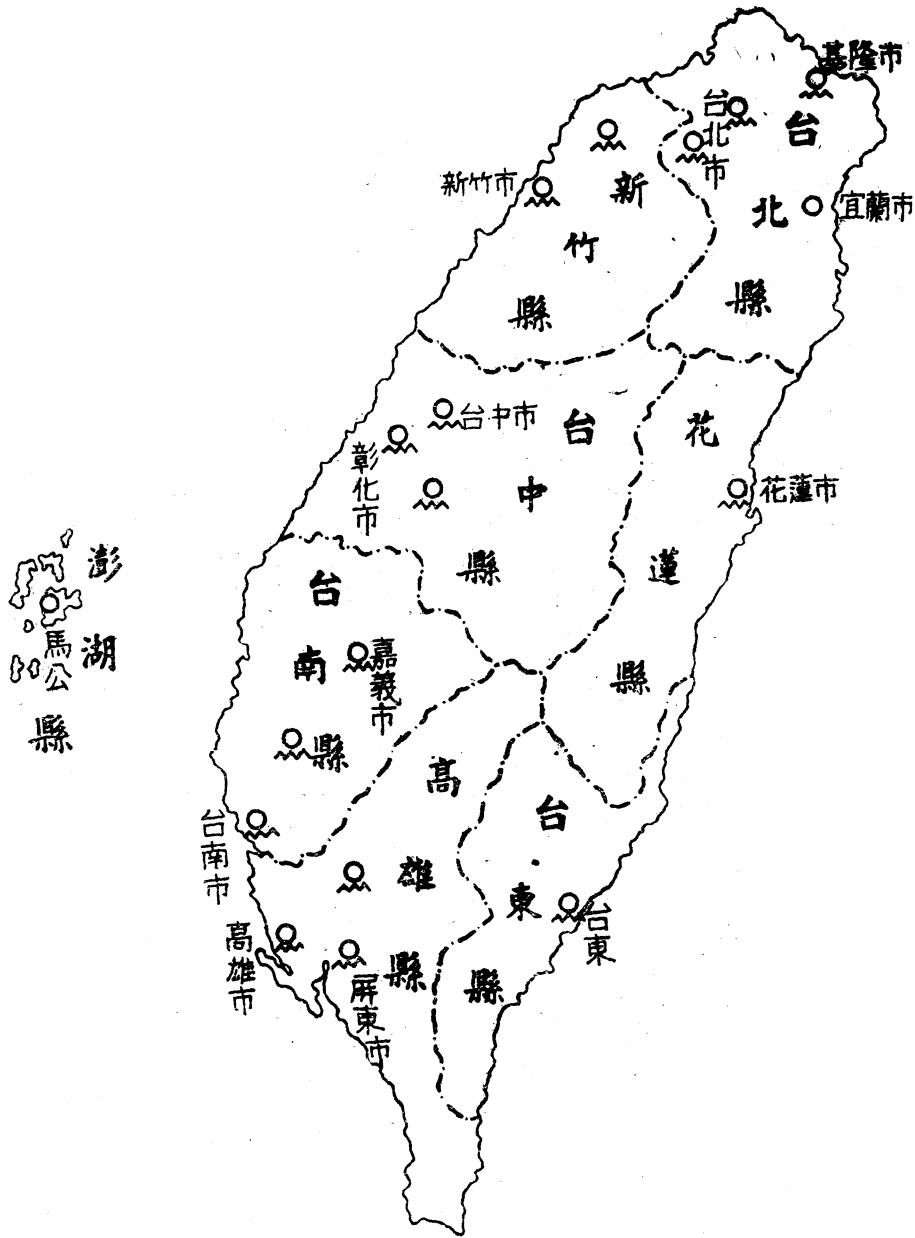 基隆市
台北市
台北縣
宜蘭市
新竹市
新竹縣
台中市
彰化市
台中縣
花蓮縣
花蓮市
澎湖縣
馬公
台南縣
嘉義市
台南市
高雄縣
高雄市
屏東市
台東縣
台東